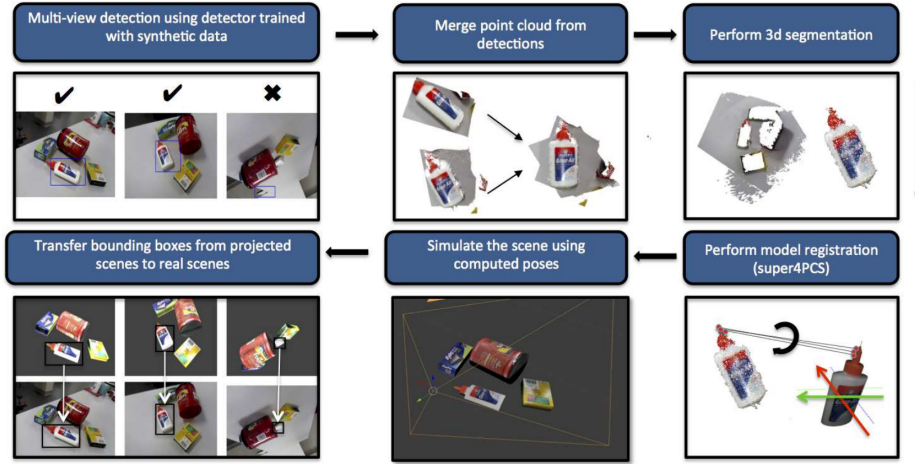 Multi-view detection using detector trained
with synthetic data
Merge point cloud from
detections
Perform 3d segmentation
Transfer bounding boxes from projected
scenes to real scenes
Simulate the scene using
computed poses
Perform model registration
(super4PCS)